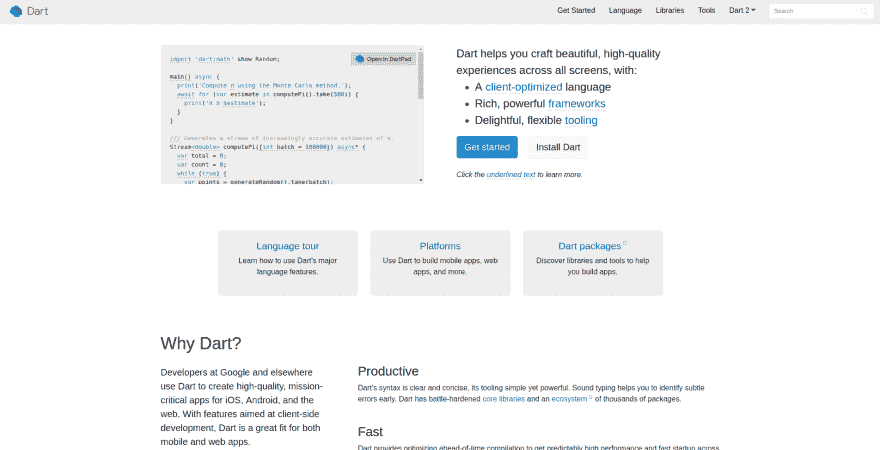 Dart
Get Started
Language
Libraries
Tools
Dart 2
Search
import 'dart:math' show Random;
Open in DartPad
main() async {
print('Compute π using the Monte Carlo method.');
await for (var estimate in computePi().take(500)) {
print('π ≅ $estimate');
}
}
/// Generates a stream of increasingly accurate estimates of π.
Stream<double> computePi({int batch = 100000}) async* {
var total = 0;
var count = 0;
while (true) {
var points = generateRandom().take(batch);
Dart helps you craft beautiful, high-quality
experiences across all screens, with:
• A client-optimized language
• Rich, powerful frameworks
• Delightful, flexible tooling
Get started
Install Dart
Click the underlined text to learn more.
Language tour
Learn how to use Dart's major
language features.
Platforms
Use Dart to build mobile apps, web
apps, and more.
Dart packages
Discover libraries and tools to help
you build apps.
Why Dart?
Developers at Google and elsewhere
use Dart to create high-quality, mission-
critical apps for iOS, Android, and the
web. With features aimed at client-side
development, Dart is a great fit for both
mobile and web apps.
Productive
Dart's syntax is clear and concise, its tooling simple yet powerful. Sound typing helps you to identify subtle
errors early. Dart has battle-hardened core libraries and an ecosystem of thousands of packages.
Fast
Dart provides optimizing ahead-of-time compilation to get predictably high performance and fast startup across